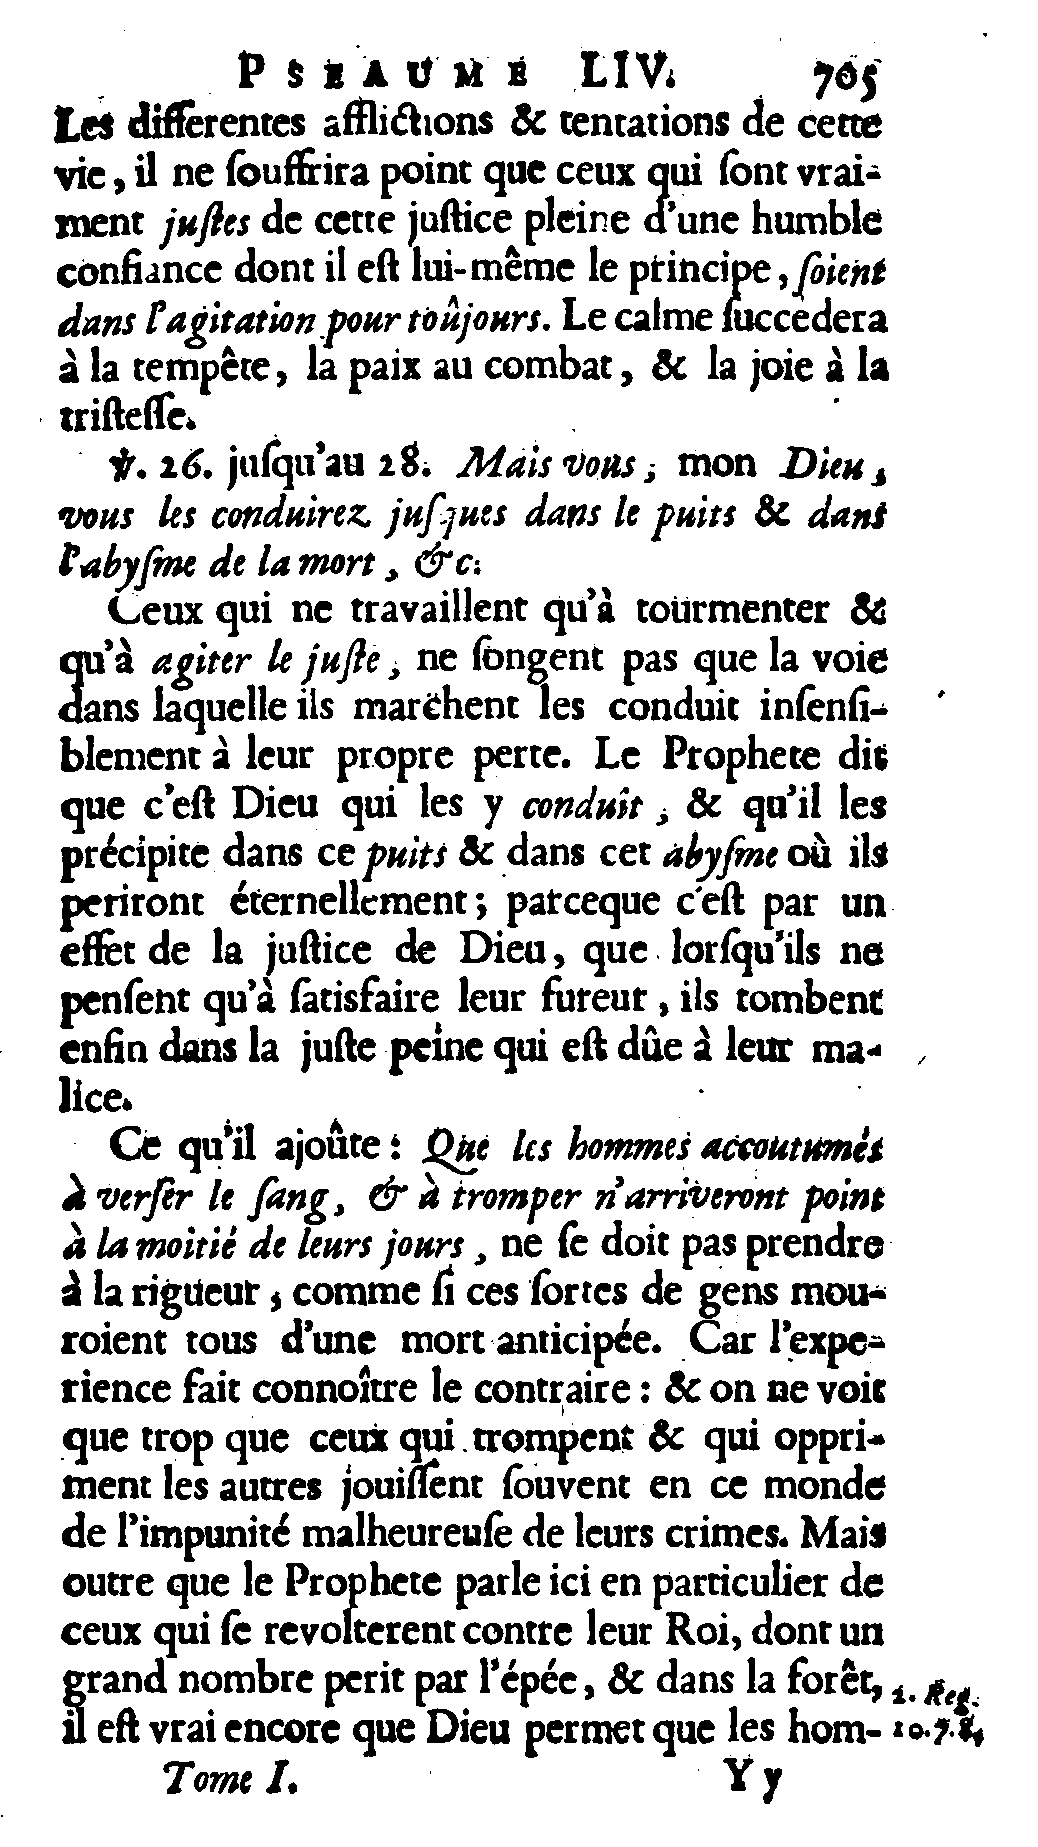 PSEAUME LIV. 705
Les differentes afflictions & tentations de cette
vie, il ne ſouffrira point que ceux qui ſont vrai-
ment juſtes de cette juſtice pleine d'une humble
confiance dont il eſt lui-même le principe, ſoient
dans l'agitation pour toûjours. Le calme ſuccedera
à la tempête, la paix au combat, & la joie à la
triſteſſe.
℣. 26. juſqu'au 28. Mais vous, mon Dieu,
vous les conduirez juſques dans le puits & dans
l'abyſme de la mort, &c.
Ceux qui ne travaillent qu'à tourmenter &
qu'à agiter le juſte, ne ſongent pas que la voie
dans laquelle ils marchent les conduit inſenſi-
blement à leur propre perte. Le Prophete dit
que c'eſt Dieu qui les y conduit, & qu'il les
précipite dans ce puits & dans cet abyſme où ils
periront éternellement; parceque c'eſt par un
effet de la juſtice de Dieu, que lorſqu'ils ne
penſent qu'à ſatisfaire leur fureur, ils tombent
enfin dans la juſte peine qui eſt dûe à leur ma-
lice.
Ce qu'il ajoûte: Que les hommes accoutumés
à verſer le ſang, & à tromper n'arriveront point
à la moitié de leurs jours, ne ſe doit pas prendre
à la rigueur, comme ſi ces ſortes de gens mou-
roient tous d'une mort anticipée. Car l'expe-
rience fait connoître le contraire: & on ne voit
que trop que ceux qui trompent & qui oppri-
ment les autres jouiſſent ſouvent en ce monde
de l'impunité malheureuſe de leurs crimes. Mais
outre que le Prophete parle ici en particulier de
ceux qui ſe revolterent contre leur Roi, dont un
grand nombre perit par l'épée, & dans la forêt, 2. Reg.
il eſt vrai encore que Dieu permet que les hom- 20.7.8.
Tome I. Yy